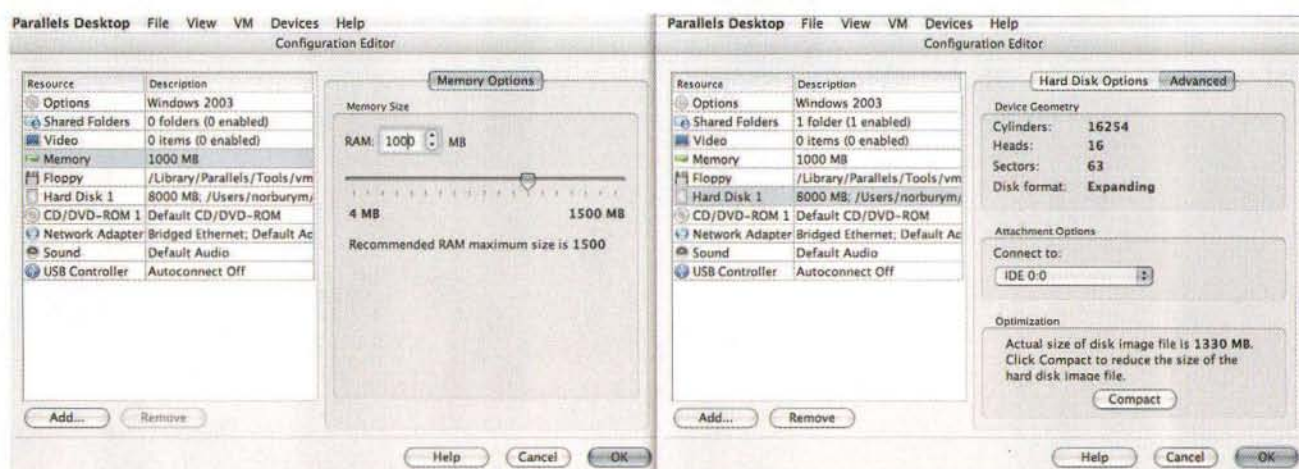 Parallels Desktop File View VM Devices Help
Configuration Editor
Resource Description
Options Windows 2003
Shared Folders 0 folders (0 enabled)
Video 0 items (0 enabled)
Memory 1000 MB
Floppy /Library/Parallels/Tools/vm
Hard Disk 1 8000 MB; /Users/norburym/
CD/DVD-ROM 1 Default CD/DVD-ROM
Network Adapter Bridged Ethernet; Default Ac
Sound Default Audio
USB Controller Autoconnect Off
Add... Remove
Memory Options
Memory Size
RAM: 1000 MB
4 MB 1500 MB
Recommended RAM maximum size is 1500
Help Cancel OK
Parallels Desktop File View VM Devices Help
Configuration Editor
Resource Description
Options Windows 2003
Shared Folders 1 folder (1 enabled)
Video 0 items (0 enabled)
Memory 1000 MB
Floppy /Library/Parallels/Tools/vm
Hard Disk 1 8000 MB; /Users/norburym/
CD/DVD-ROM 1 Default CD/DVD-ROM
Network Adapter Bridged Ethernet; Default Ac
Sound Default Audio
USB Controller Autoconnect Off
Add... Remove
Hard Disk Options Advanced
Device Geometry
Cylinders: 16254
Heads: 16
Sectors: 63
Disk format: Expanding
Attachment Options
Connect to:
IDE 0:0
Optimization
Actual size of disk image file is 1330 MB.
Click Compact to reduce the size of the
hard disk image file.
Compact
Help Cancel OK